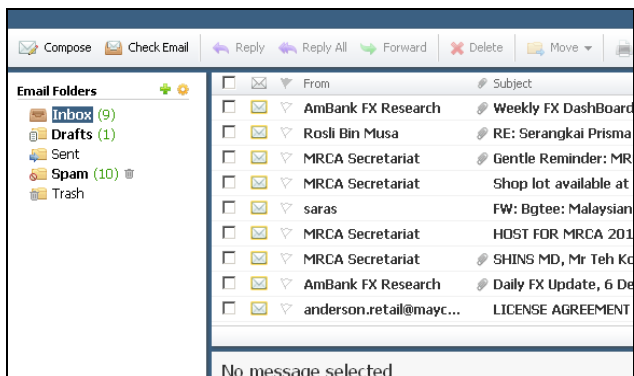 Compose Check Email Reply Reply All Forward Delete Move
Email Folders
Inbox (9)
Drafts (1)
Sent
Spam (10)
Trash
From Subject
AmBank FX Research Weekly FX DashBoard
Rosli Bin Musa RE: Serangkai Prisma
MRCA Secretariat Gentle Reminder: MR
MRCA Secretariat Shop lot available at
saras FW: Bgtee: Malaysian
MRCA Secretariat HOST FOR MRCA 201
MRCA Secretariat SHINS MD, Mr Teh Ko
AmBank FX Research Daily FX Update, 6 De
anderson.retail@mayc... LICENSE AGREEMENT
No message selected